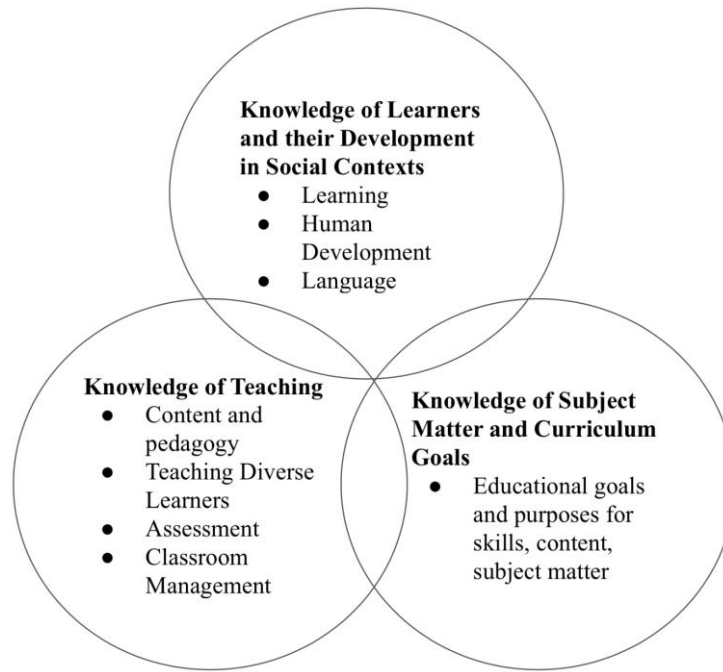 Knowledge of Learners
and their Development
in Social Contexts
● Learning
● Human
Development
● Language
Knowledge of Teaching
● Content and
pedagogy
● Teaching Diverse
Learners
● Assessment
● Classroom
Management
Knowledge of Subject
Matter and Curriculum
Goals
● Educational goals
and purposes for
skills, content,
subject matter